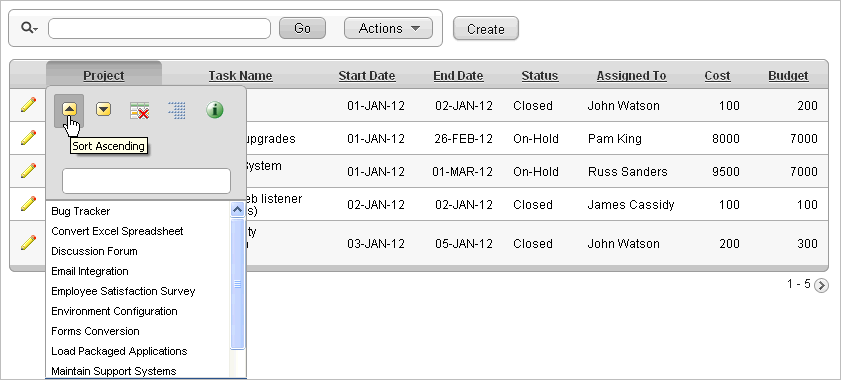 Go Actions Create
Project Task Name Start Date End Date Status Assigned To Cost Budget
01-JAN-12 02-JAN-12 Closed John Watson 100 200
Sort Ascending
upgrades 01-JAN-12 26-FEB-12 On-Hold Pam King 8000 7000
System 01-JAN-12 01-MAR-12 On-Hold Russ Sanders 9500 7000
eb listener
s) 02-JAN-12 02-JAN-12 Closed James Cassidy 100 100
ty
03-JAN-12 05-JAN-12 Closed John Watson 200 300
1 - 5
Bug Tracker
Convert Excel Spreadsheet
Discussion Forum
Email Integration
Employee Satisfaction Survey
Environment Configuration
Forms Conversion
Load Packaged Applications
Maintain Support Systems